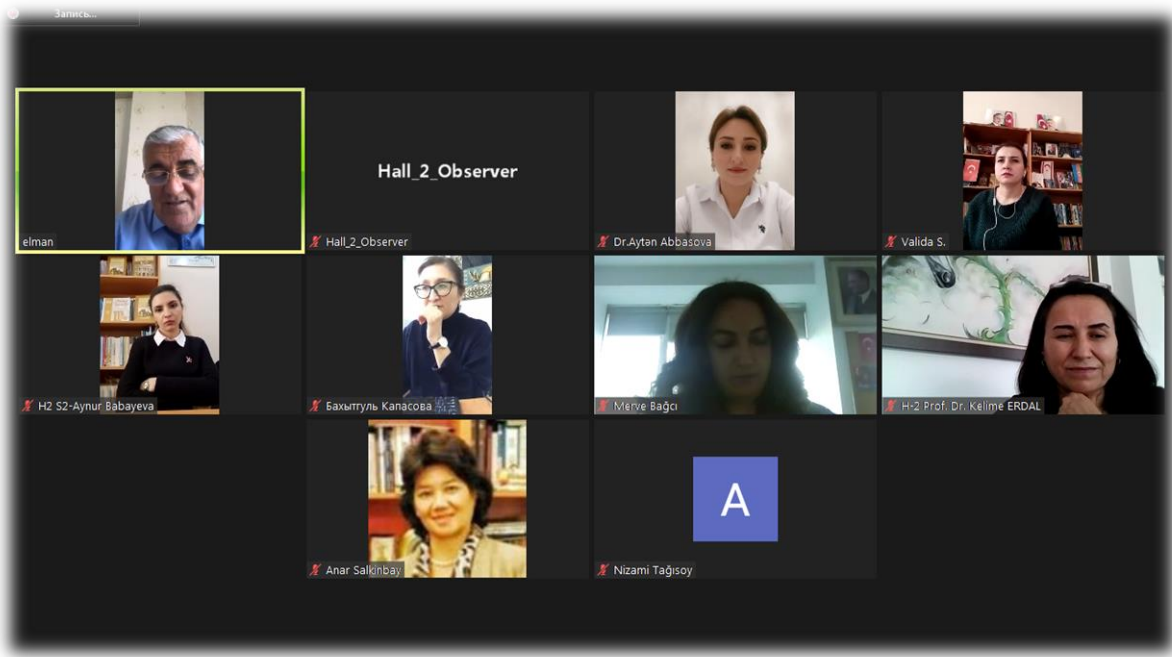 Запись...
elman
Hall_2_Observer
Hall_2_Observer
Dr.Aytən Abbasova
Valida S.
H2 S2-Aynur Babayeva
Бахытгуль Капасова
Merve Bağcı
H-2 Prof. Dr. Kelime ERDAL
Anar Salkınbay
A
Nizami Tağısoy